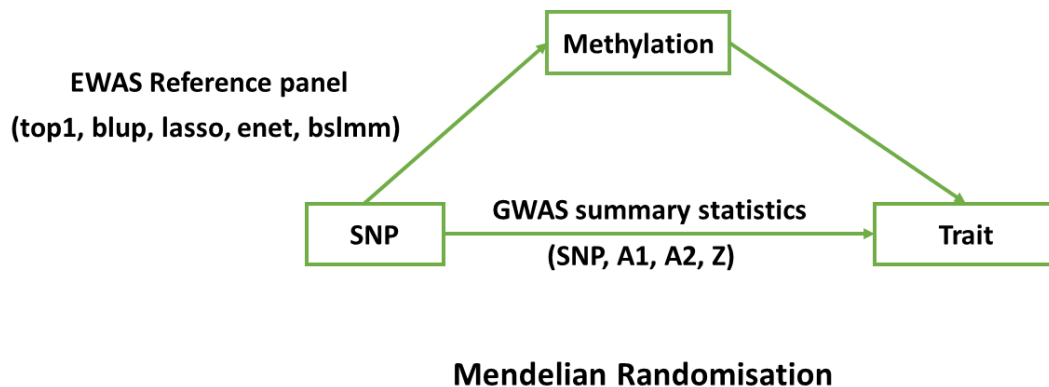 Methylation
EWAS Reference panel
(top1, blup, lasso, enet, bslmm)
GWAS summary statistics
SNP
Trait
(SNP, A1, A2, Z)
Mendelian Randomisation